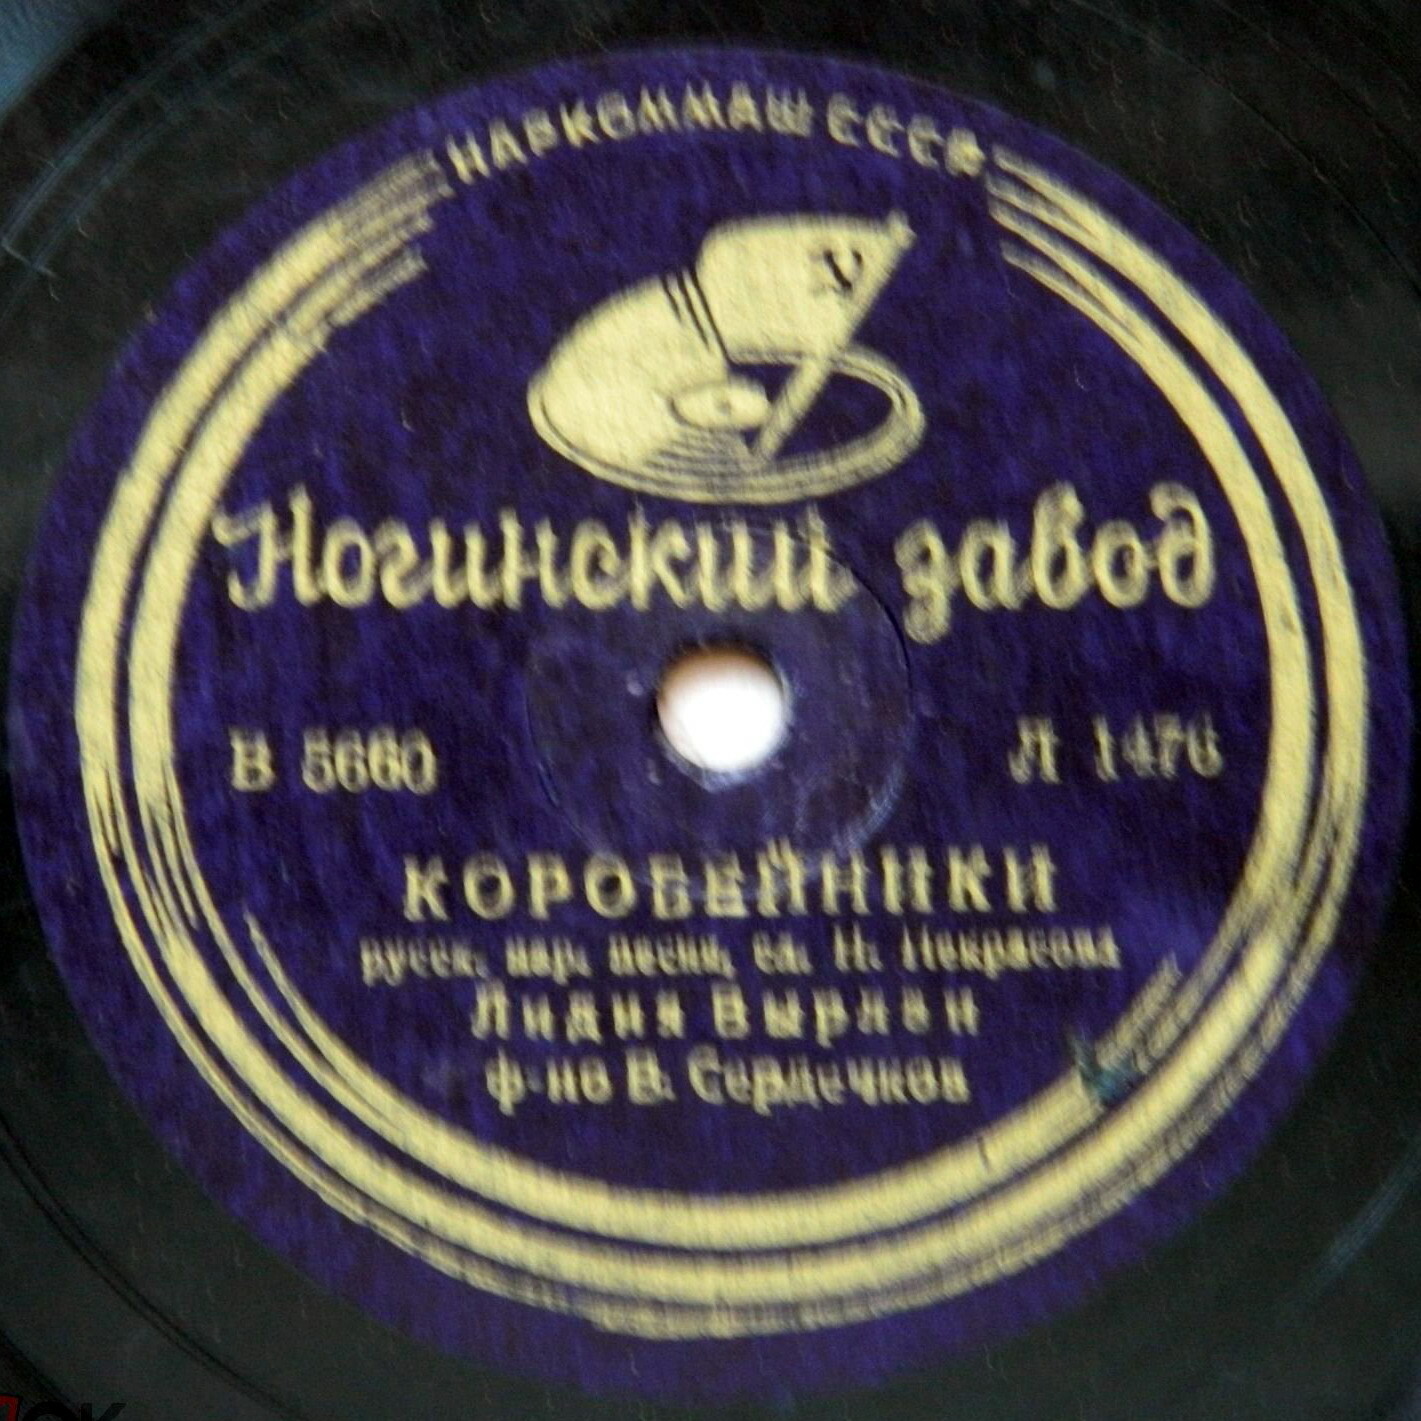 НАРКОММАШ СССР
Ногинский завод
В 5660
Л 1476
КОРОБЕЙНИКИ
русск. нар. песня, сл. Н. Некрасова
Лидия Вырлан
ф-но В. Сердечков